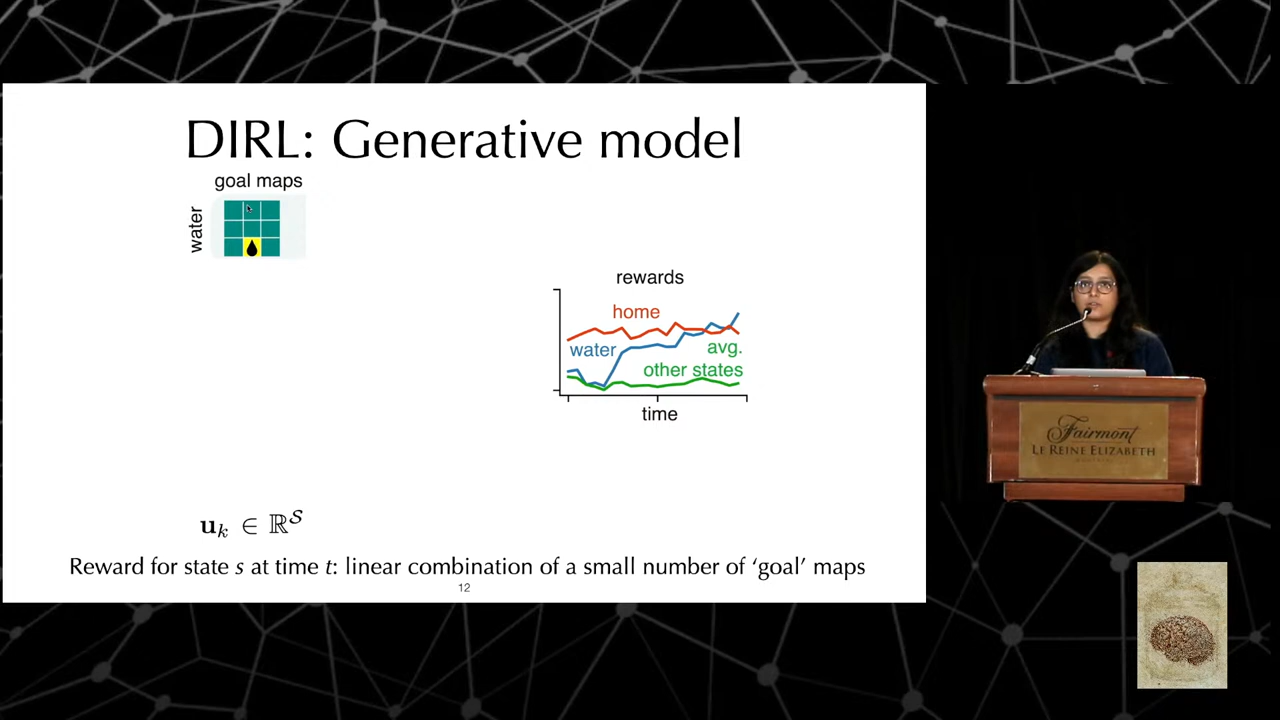 DIRL: Generative model
goal maps
water
rewards
home
water
avg.
other states
time
u_k ∈ ℝ^𝒮
Reward for state s at time t: linear combination of a small number of 'goal' maps
12
Fairmont
LE REINE ELIZABETH